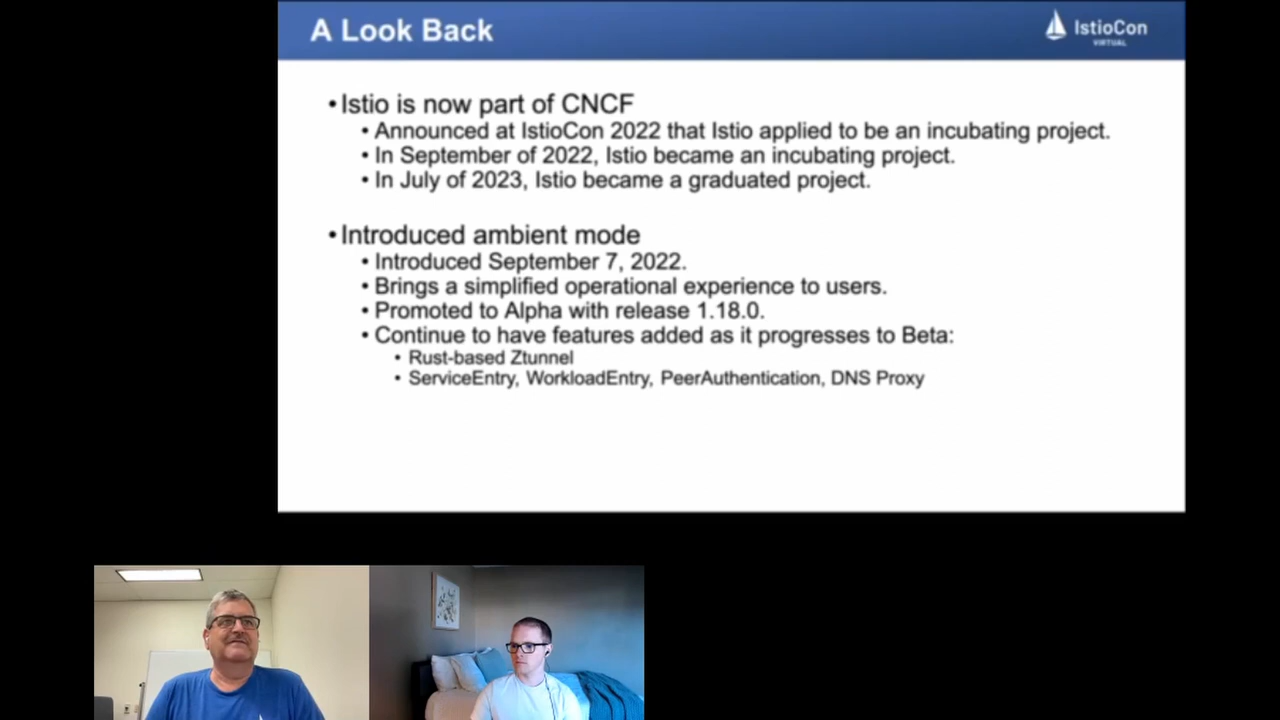 A Look Back
IstioCon
VIRTUAL
• Istio is now part of CNCF
• Announced at IstioCon 2022 that Istio applied to be an incubating project.
• In September of 2022, Istio became an incubating project.
• In July of 2023, Istio became a graduated project.
• Introduced ambient mode
• Introduced September 7, 2022.
• Brings a simplified operational experience to users.
• Promoted to Alpha with release 1.18.0.
• Continue to have features added as it progresses to Beta:
• Rust-based Ztunnel
• ServiceEntry, WorkloadEntry, PeerAuthentication, DNS Proxy